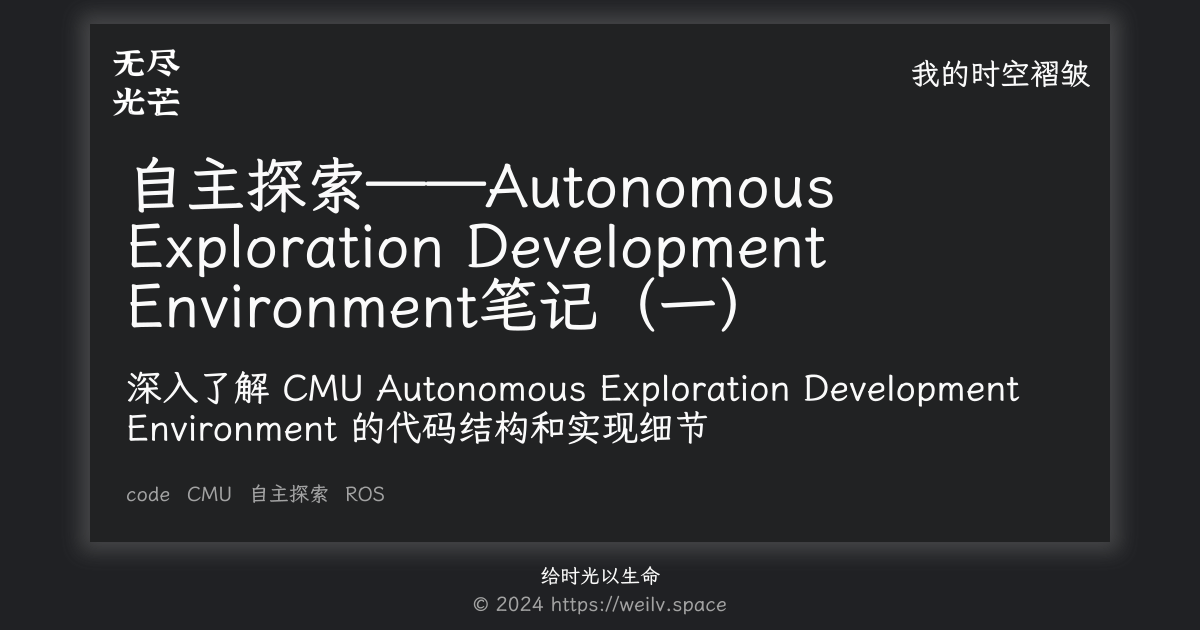 无尽
光芒
我的时空褶皱
自主探索——Autonomous
Exploration Development
Environment笔记（一）
深入了解 CMU Autonomous Exploration Development
Environment 的代码结构和实现细节
code CMU 自主探索 ROS
给时光以生命
© 2024 https://weilv.space